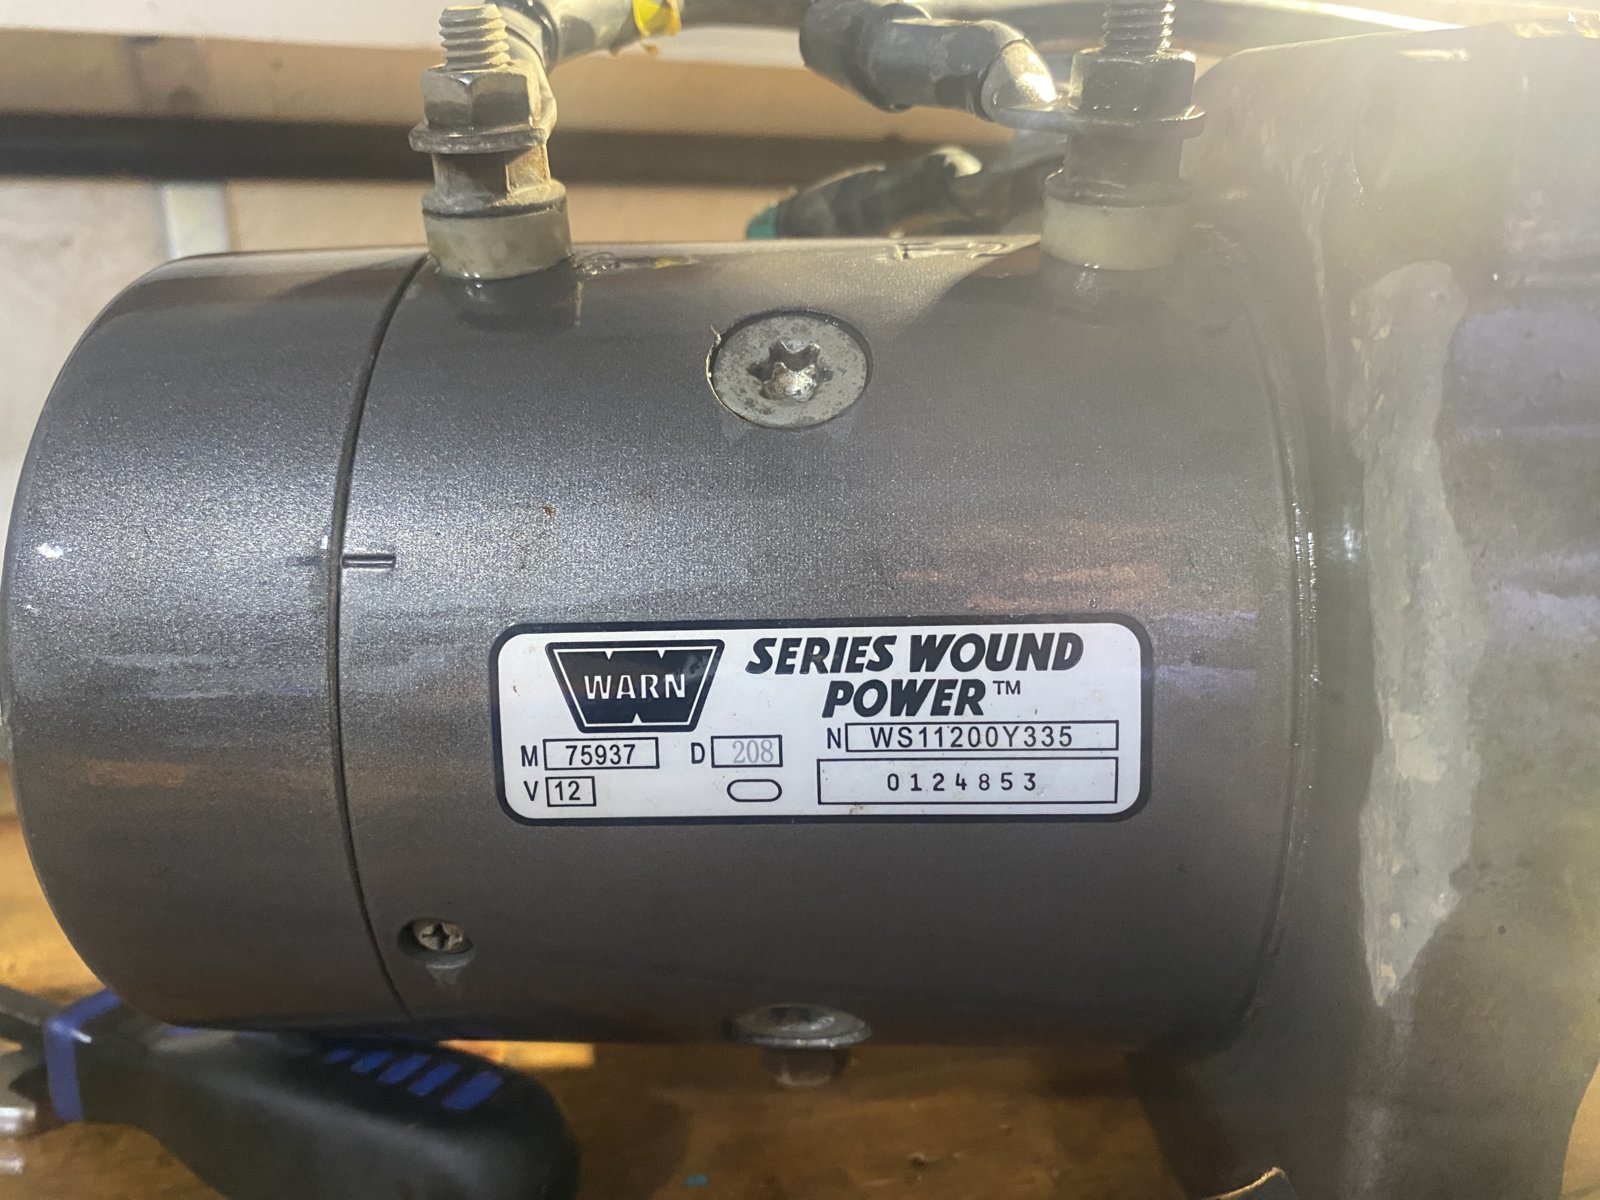 WARN
SERIES WOUND
POWER™
M 75937 D 208 N WS11200Y335
V 12 0124853